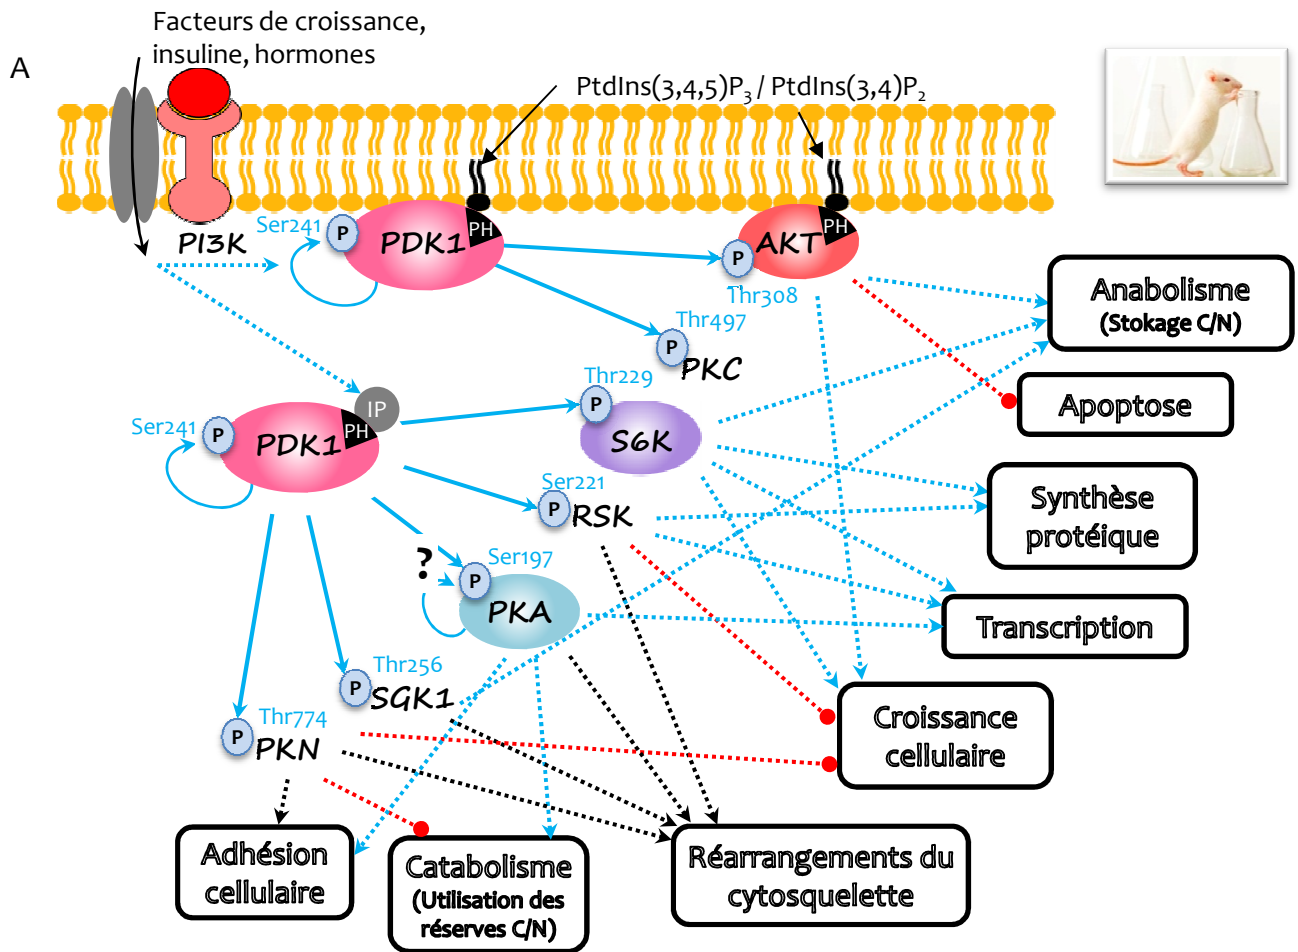 Facteurs de croissance,
insuline, hormones
A
PtdIns(3,4,5)P₃ / PtdIns(3,4)P₂
Ser241
P
PI3K
PDK1
PH
P
AKT
PH
Thr308
Anabolisme
(Stokage C/N)
Thr497
P
PKC
Thr229
P
S6K
Apoptose
IP
Ser241
P
PDK1
PH
Ser221
P
RSK
Synthèse
protéique
?
Ser197
P
PKA
Transcription
Thr256
P
SGK1
Thr774
P
PKN
Croissance
cellulaire
Adhésion
cellulaire
Catabolisme
(Utilisation des
réserves C/N)
Réarrangements du
cytosquelette